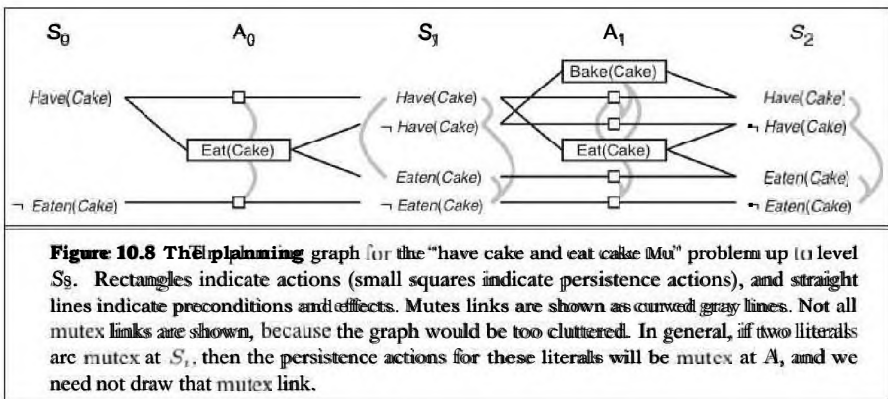 S₀ A₀ S₁ A₁ S₂
Bake(Cake)
Have(Cake) Have(Cake) Have(Cake)
¬ Have(Cake) ¬ Have(Cake)
Eat(Cake) Eat(Cake)
Eaten(Cake) Eaten(Cake)
¬ Eaten(Cake) ¬ Eaten(Cake) ¬ Eaten(Cake)
Figure 10.8 The planning graph for the "have cake and eat cake" problem up to level
S. Rectangles indicate actions (small squares indicate persistence actions), and straight
lines indicate preconditions and effects. Mutes links are shown as curved gray lines. Not all
mutex links are shown, because the graph would be too cluttered. In general, if two literals
are mutex at S₁, then the persistence actions for these literals will be mutex at A, and we
need not draw that mutex link.